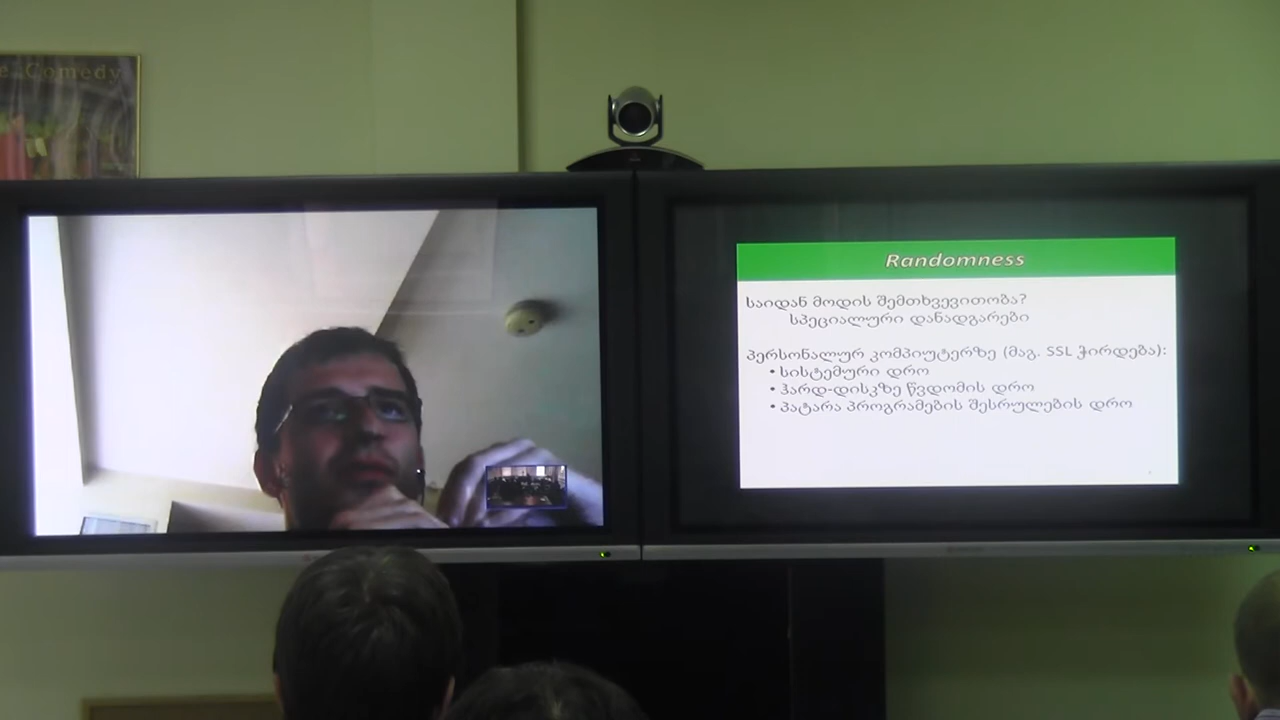 e Comedy
Randomness
საიდან მოდის შემთხვევითობა?
სპეციალური დანადგარები
პერსონალურ კომპიუტერზე (მაგ. SSL ჭირდება):
• სისტემური დრო
• ჰარდ-დისკზე წვდომის დრო
• პატარა პროგრამების შესრულების დრო